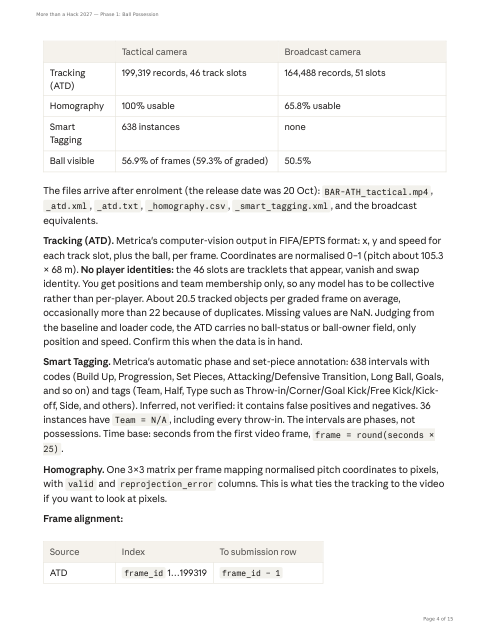 More than a Hack 2027 — Phase 1: Ball Possession
Tactical camera Broadcast camera
Tracking (ATD) 199,319 records, 46 track slots 164,488 records, 51 slots
Homography 100% usable 65.8% usable
Smart Tagging 638 instances none
Ball visible 56.9% of frames (59.3% of graded) 50.5%
The files arrive after enrolment (the release date was 20 Oct): BAR-ATH_tactical.mp4,
_atd.xml, _atd.txt, _homography.csv, _smart_tagging.xml, and the broadcast
equivalents.
Tracking (ATD). Metrica's computer-vision output in FIFA/EPTS format: x, y and speed for
each track slot, plus the ball, per frame. Coordinates are normalised 0–1 (pitch about 105.3
× 68 m). No player identities: the 46 slots are tracklets that appear, vanish and swap
identity. You get positions and team membership only, so any model has to be collective
rather than per-player. About 20.5 tracked objects per graded frame on average,
occasionally more than 22 because of duplicates. Missing values are NaN. Judging from
the baseline and loader code, the ATD carries no ball-status or ball-owner field, only
position and speed. Confirm this when the data is in hand.
Smart Tagging. Metrica's automatic phase and set-piece annotation: 638 intervals with
codes (Build Up, Progression, Set Pieces, Attacking/Defensive Transition, Long Ball, Goals,
and so on) and tags (Team, Half, Type such as Throw-in/Corner/Goal Kick/Free Kick/Kick-
off, Side, and others). Inferred, not verified: it contains false positives and negatives. 36
instances have Team = N/A, including every throw-in. The intervals are phases, not
possessions. Time base: seconds from the first video frame, frame = round(seconds ×
25).
Homography. One 3×3 matrix per frame mapping normalised pitch coordinates to pixels,
with valid and reprojection_error columns. This is what ties the tracking to the video
if you want to look at pixels.
Frame alignment:
Source Index To submission row
ATD frame_id 1…199319 frame_id − 1
Page 4 of 15